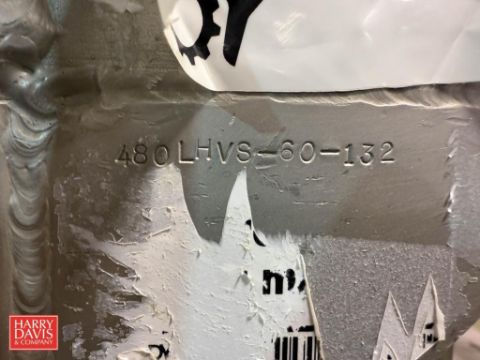 480LHVS-60-132
HARRY
DAVIS
& COMPANY